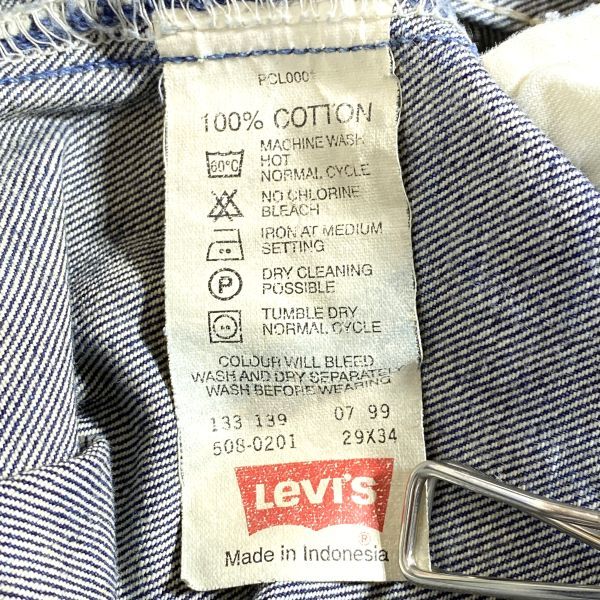 PCL0001
100% COTTON
60°C
MACHINE WASH
HOT
NORMAL CYCLE
NO CHLORINE
BLEACH
IRON AT MEDIUM
SETTING
P
DRY CLEANING
POSSIBLE
TUMBLE DRY
NORMAL CYCLE
COLOUR WILL BLEED
WASH AND DRY SEPARATELY
WASH BEFORE WEARING
133 139 07 99
508-0201 29X34
LEVI'S
®
Made in Indonesia